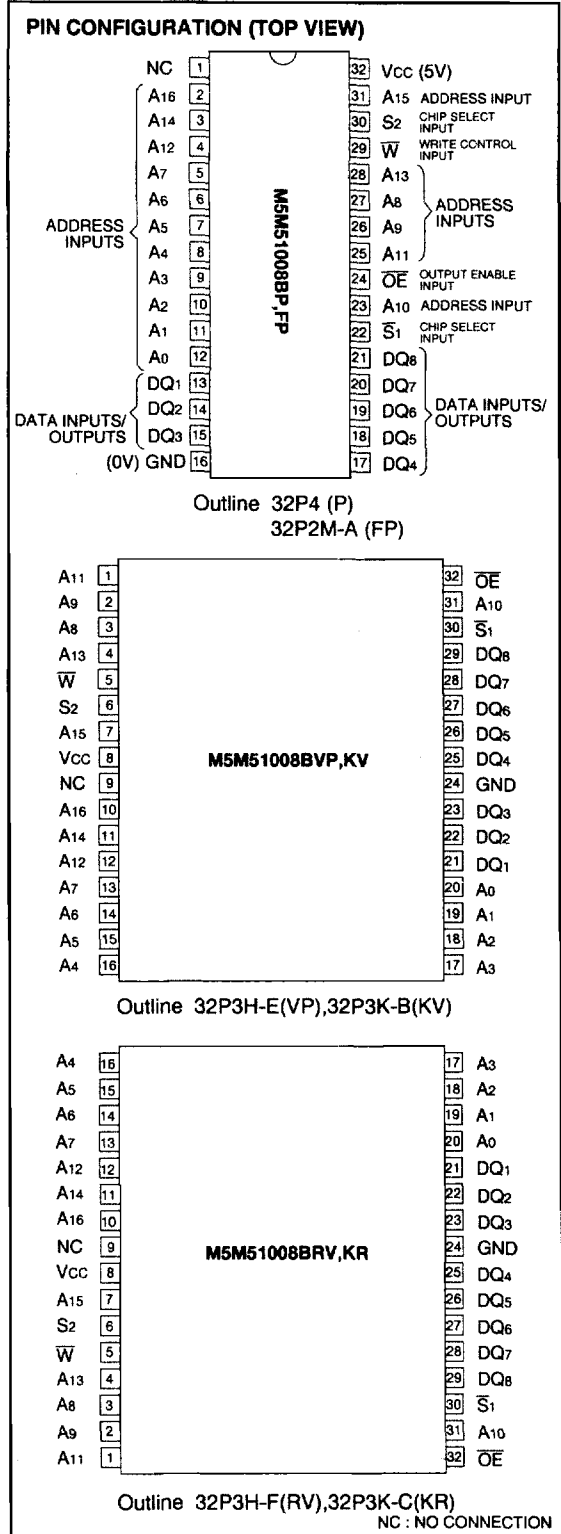 PIN CONFIGURATION (TOP VIEW)
NC 1 32 Vcc (5V)
A16 2 31 A15 ADDRESS INPUT
A14 3 30 S2 CHIP SELECT INPUT
A12 4 29 W̅ WRITE CONTROL INPUT
A7 5 28 A13
A6 6 27 A8
ADDRESS INPUTS A5 7 26 A9 ADDRESS INPUTS
A4 8 25 A11
A3 9 24 O̅E̅ OUTPUT ENABLE INPUT
A2 10 23 A10 ADDRESS INPUT
A1 11 22 S̅1 CHIP SELECT INPUT
A0 12 21 DQ8
DQ1 13 20 DQ7
DATA INPUTS/ OUTPUTS DQ2 14 19 DQ6 DATA INPUTS/ OUTPUTS
DQ3 15 18 DQ5
(0V) GND 16 17 DQ4
M5M51008BP,FP
Outline 32P4 (P)
32P2M-A (FP)
A11 1 32 O̅E̅
A9 2 31 A10
A8 3 30 S̅1
A13 4 29 DQ8
W̅ 5 28 DQ7
S2 6 27 DQ6
A15 7 26 DQ5
Vcc 8 M5M51008BVP,KV 25 DQ4
NC 9 24 GND
A16 10 23 DQ3
A14 11 22 DQ2
A12 12 21 DQ1
A7 13 20 A0
A6 14 19 A1
A5 15 18 A2
A4 16 17 A3
Outline 32P3H-E(VP),32P3K-B(KV)
A4 16 17 A3
A5 15 18 A2
A6 14 19 A1
A7 13 20 A0
A12 12 21 DQ1
A14 11 22 DQ2
A16 10 23 DQ3
NC 9 M5M51008BRV,KR 24 GND
Vcc 8 25 DQ4
A15 7 26 DQ5
S2 6 27 DQ6
W̅ 5 28 DQ7
A13 4 29 DQ8
A8 3 30 S̅1
A9 2 31 A10
A11 1 32 O̅E̅
Outline 32P3H-F(RV),32P3K-C(KR)
NC : NO CONNECTION